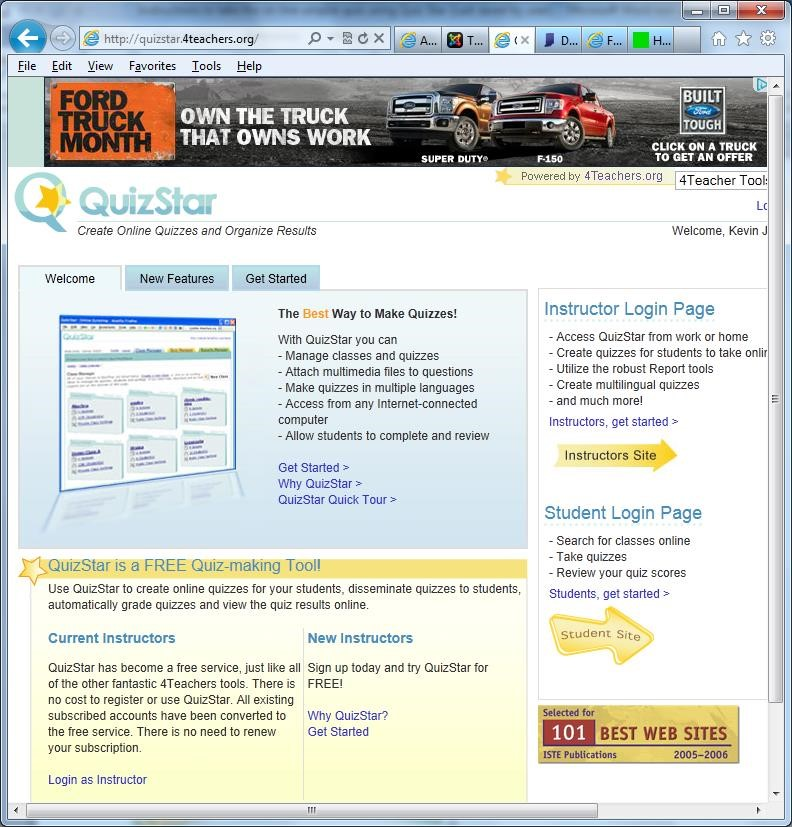 http://quizstar.4teachers.org/
A...
T...
D...
F...
H...
File Edit View Favorites Tools Help
FORD
TRUCK
MONTH
OWN THE TRUCK
THAT OWNS WORK
SUPER DUTY® F-150
BUILT
Ford
TOUGH
CLICK ON A TRUCK
TO GET AN OFFER
Powered by 4Teachers.org
4Teacher Tools
QuizStar
Create Online Quizzes and Organize Results
Lo
Welcome, Kevin J
Welcome New Features Get Started
The Best Way to Make Quizzes!
With QuizStar you can
- Manage classes and quizzes
- Attach multimedia files to questions
- Make quizzes in multiple languages
- Access from any Internet-connected
computer
- Allow students to complete and review
Get Started >
Why QuizStar >
QuizStar Quick Tour >
Instructor Login Page
- Access QuizStar from work or home
- Create quizzes for students to take onlin
- Utilize the robust Report tools
- Create multilingual quizzes
- and much more!
Instructors, get started >
Instructors Site
Student Login Page
- Search for classes online
- Take quizzes
- Review your quiz scores
Students, get started >
Student Site
QuizStar is a FREE Quiz-making Tool!
Use QuizStar to create online quizzes for your students, disseminate quizzes to students,
automatically grade quizzes and view the quiz results online.
Current Instructors
QuizStar has become a free service, just like all
of the other fantastic 4Teachers tools. There is
no cost to register or use QuizStar. All existing
subscribed accounts have been converted to
the free service. There is no need to renew
your subscription.
Login as Instructor
New Instructors
Sign up today and try QuizStar for
FREE!
Why QuizStar?
Get Started
Selected for
101 BEST WEB SITES
ISTE Publications 2005–2006